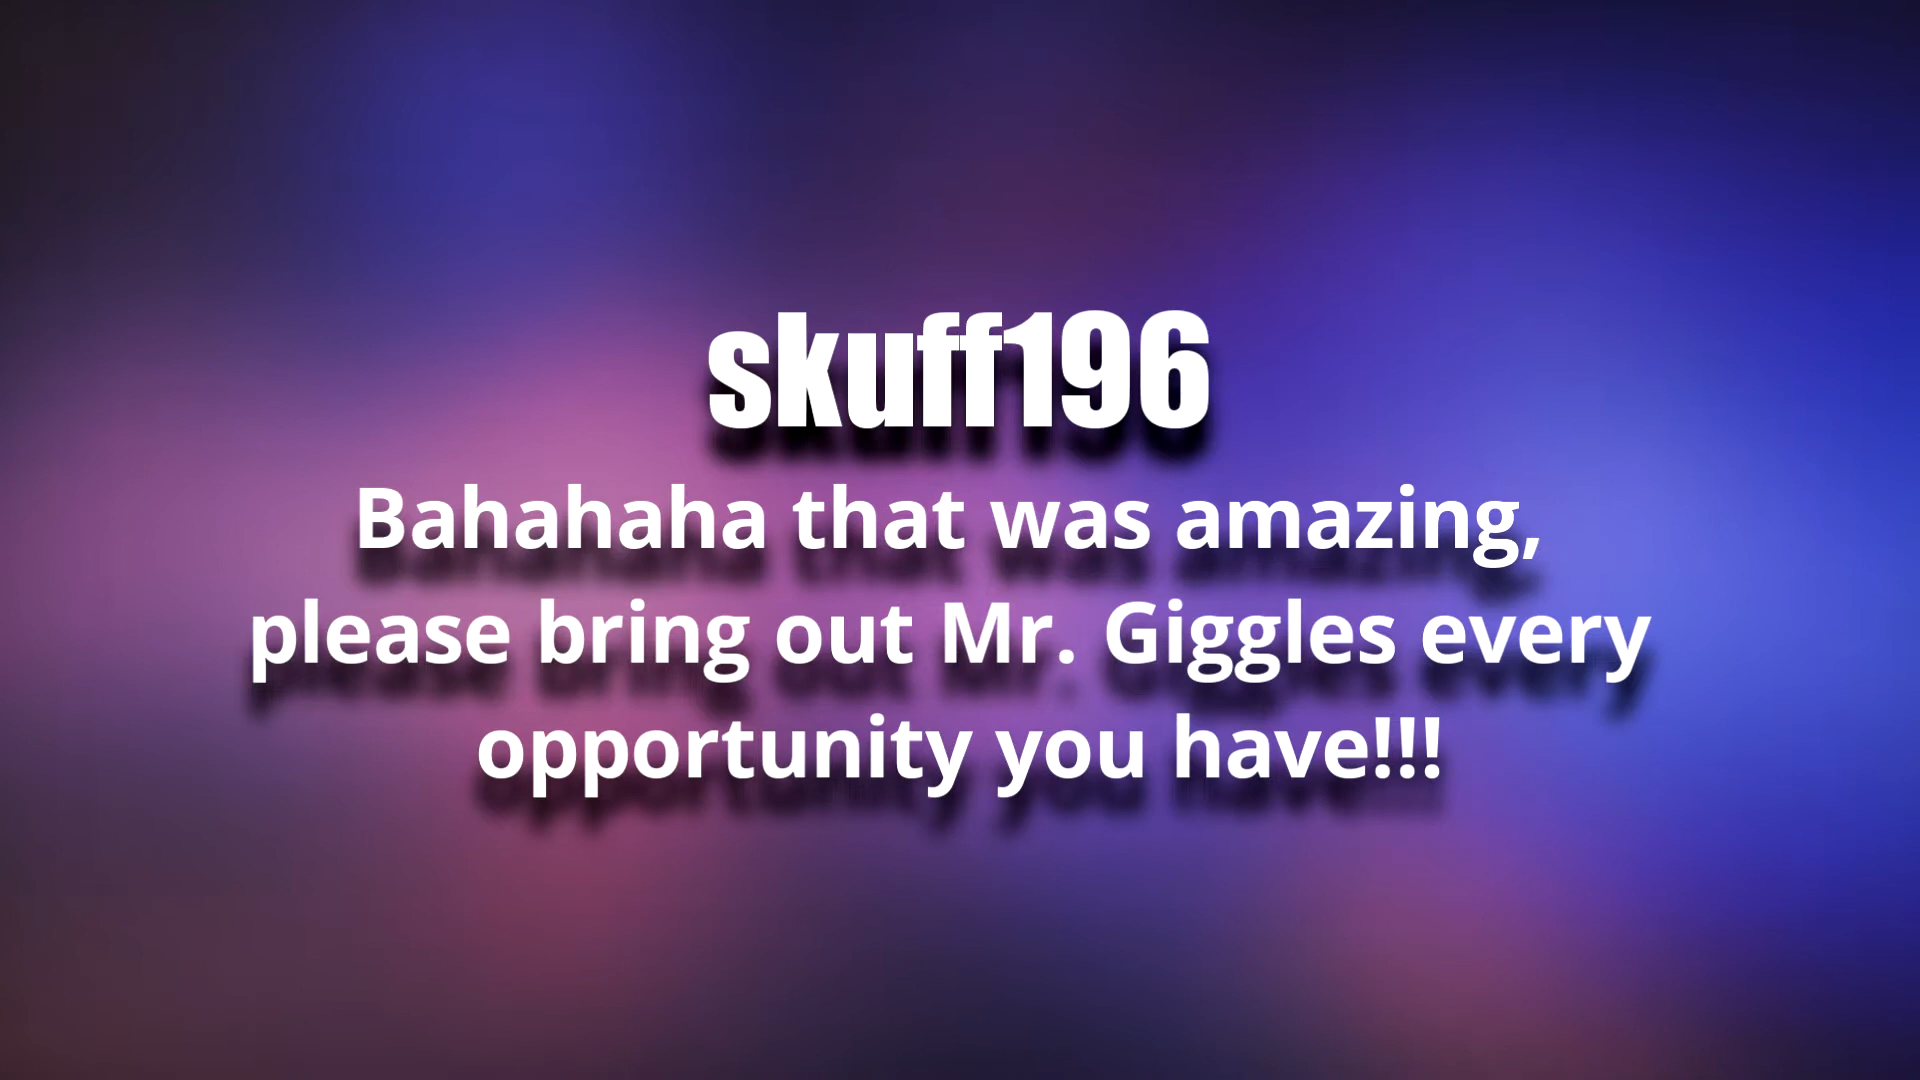 skuff196
Bahahaha that was amazing,
please bring out Mr. Giggles every
opportunity you have!!!